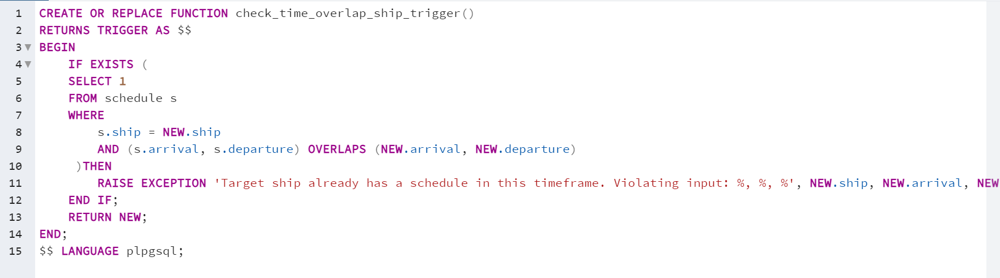 1 CREATE OR REPLACE FUNCTION check_time_overlap_ship_trigger()
2 RETURNS TRIGGER AS $$
3 BEGIN
4 IF EXISTS (
5 SELECT 1
6 FROM schedule s
7 WHERE
8 s.ship = NEW.ship
9 AND (s.arrival, s.departure) OVERLAPS (NEW.arrival, NEW.departure)
10 )THEN
11 RAISE EXCEPTION 'Target ship already has a schedule in this timeframe. Violating input: %, %, %', NEW.ship, NEW.arrival, NEW
12 END IF;
13 RETURN NEW;
14 END;
15 $$ LANGUAGE plpgsql;